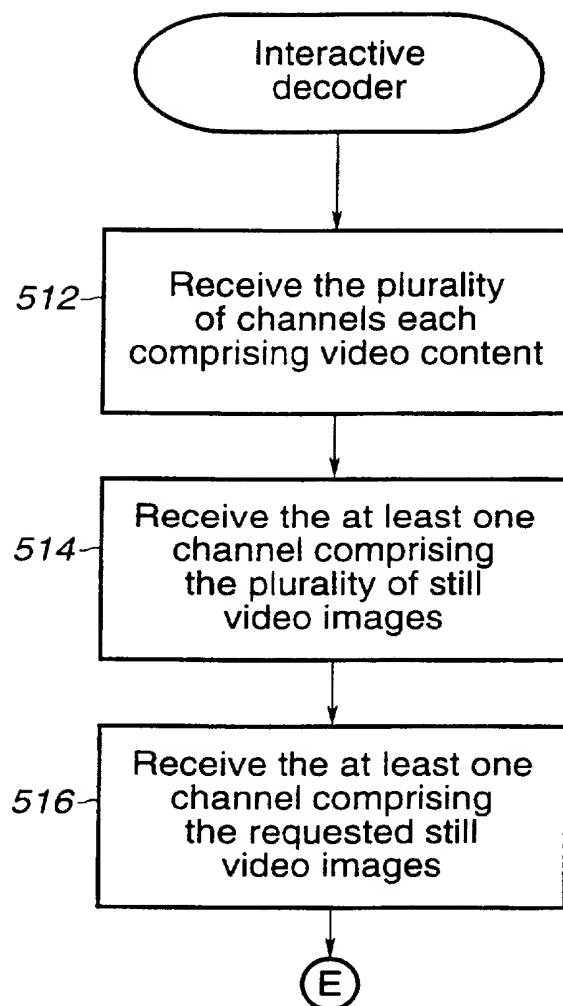 Interactive
decoder
512
Receive the plurality
of channels each
comprising video content
514
Receive the at least one
channel comprising
the plurality of still
video images
516
Receive the at least one
channel comprising
the requested still
video images
E